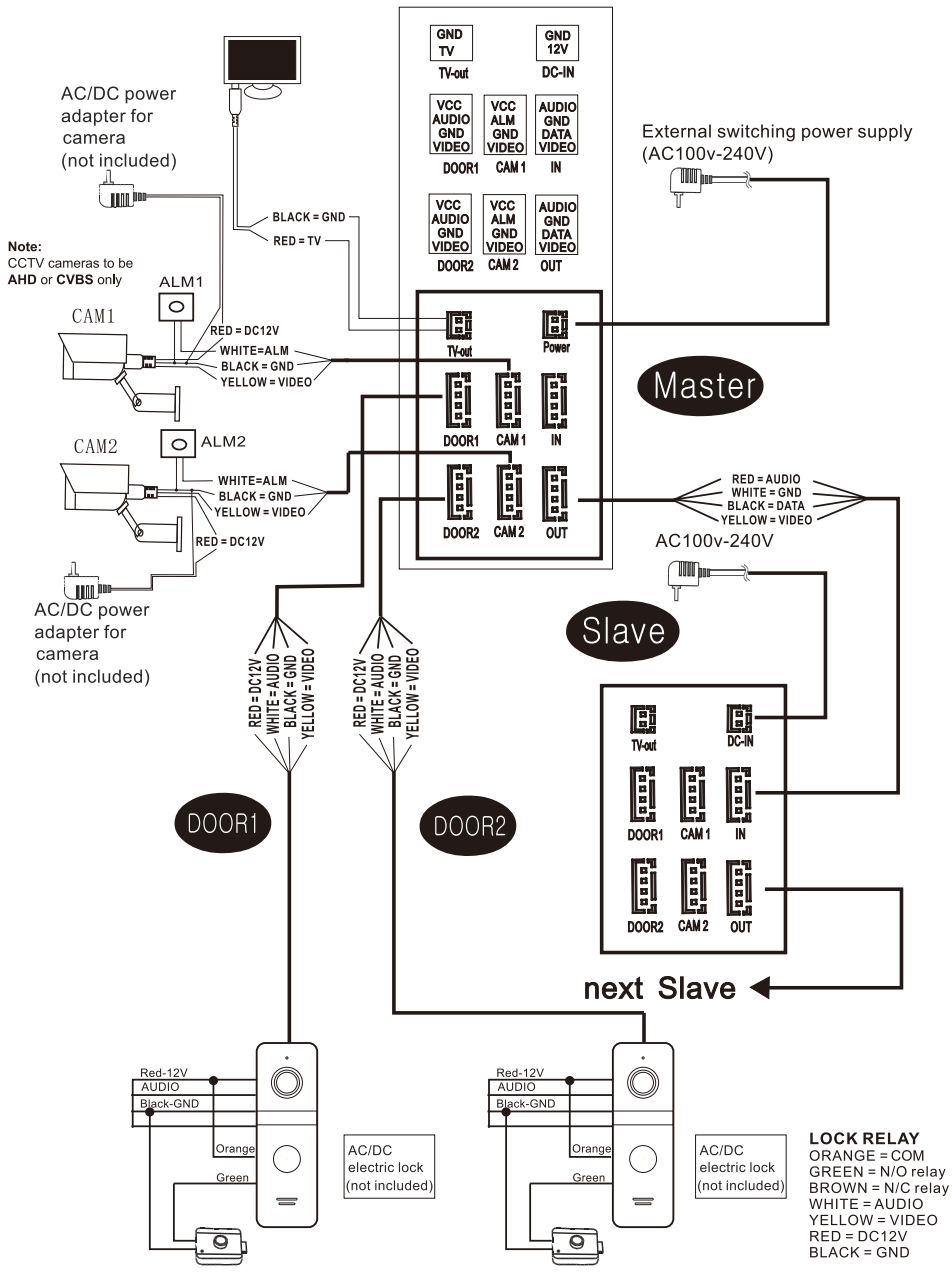 GND
TV
TV-out
GND
12V
DC-IN
VCC
AUDIO
GND
VIDEO
DOOR1
VCC
ALM
GND
VIDEO
CAM 1
AUDIO
GND
DATA
VIDEO
IN
VCC
AUDIO
GND
VIDEO
DOOR2
VCC
ALM
GND
VIDEO
CAM 2
AUDIO
GND
DATA
VIDEO
OUT
AC/DC power
adapter for
camera
(not included)
External switching power supply
(AC100v-240V)
BLACK = GND
RED = TV
Note:
CCTV cameras to be
AHD or CVBS only
ALM1
CAM1
RED = DC12V
WHITE=ALM
BLACK = GND
YELLOW = VIDEO
TV-out
Power
Master
DOOR1
CAM 1
IN
ALM2
CAM2
WHITE=ALM
BLACK = GND
YELLOW = VIDEO
RED = DC12V
DOOR2
CAM 2
OUT
RED = AUDIO
WHITE = GND
BLACK = DATA
YELLOW = VIDEO
AC100v-240V
AC/DC power
adapter for
camera
(not included)
Slave
RED = DC12V
WHITE = AUDIO
BLACK = GND
YELLOW = VIDEO
RED = DC12V
WHITE = AUDIO
BLACK = GND
YELLOW = VIDEO
TV-out
DC-IN
DOOR1
CAM 1
IN
DOOR2
CAM 2
OUT
DOOR1
DOOR2
next Slave
Red-12V
AUDIO
Black-GND
Orange
Green
AC/DC
electric lock
(not included)
Red-12V
AUDIO
Black-GND
Orange
Green
AC/DC
electric lock
(not included)
LOCK RELAY
ORANGE = COM
GREEN = N/O relay
BROWN = N/C relay
WHITE = AUDIO
YELLOW = VIDEO
RED = DC12V
BLACK = GND